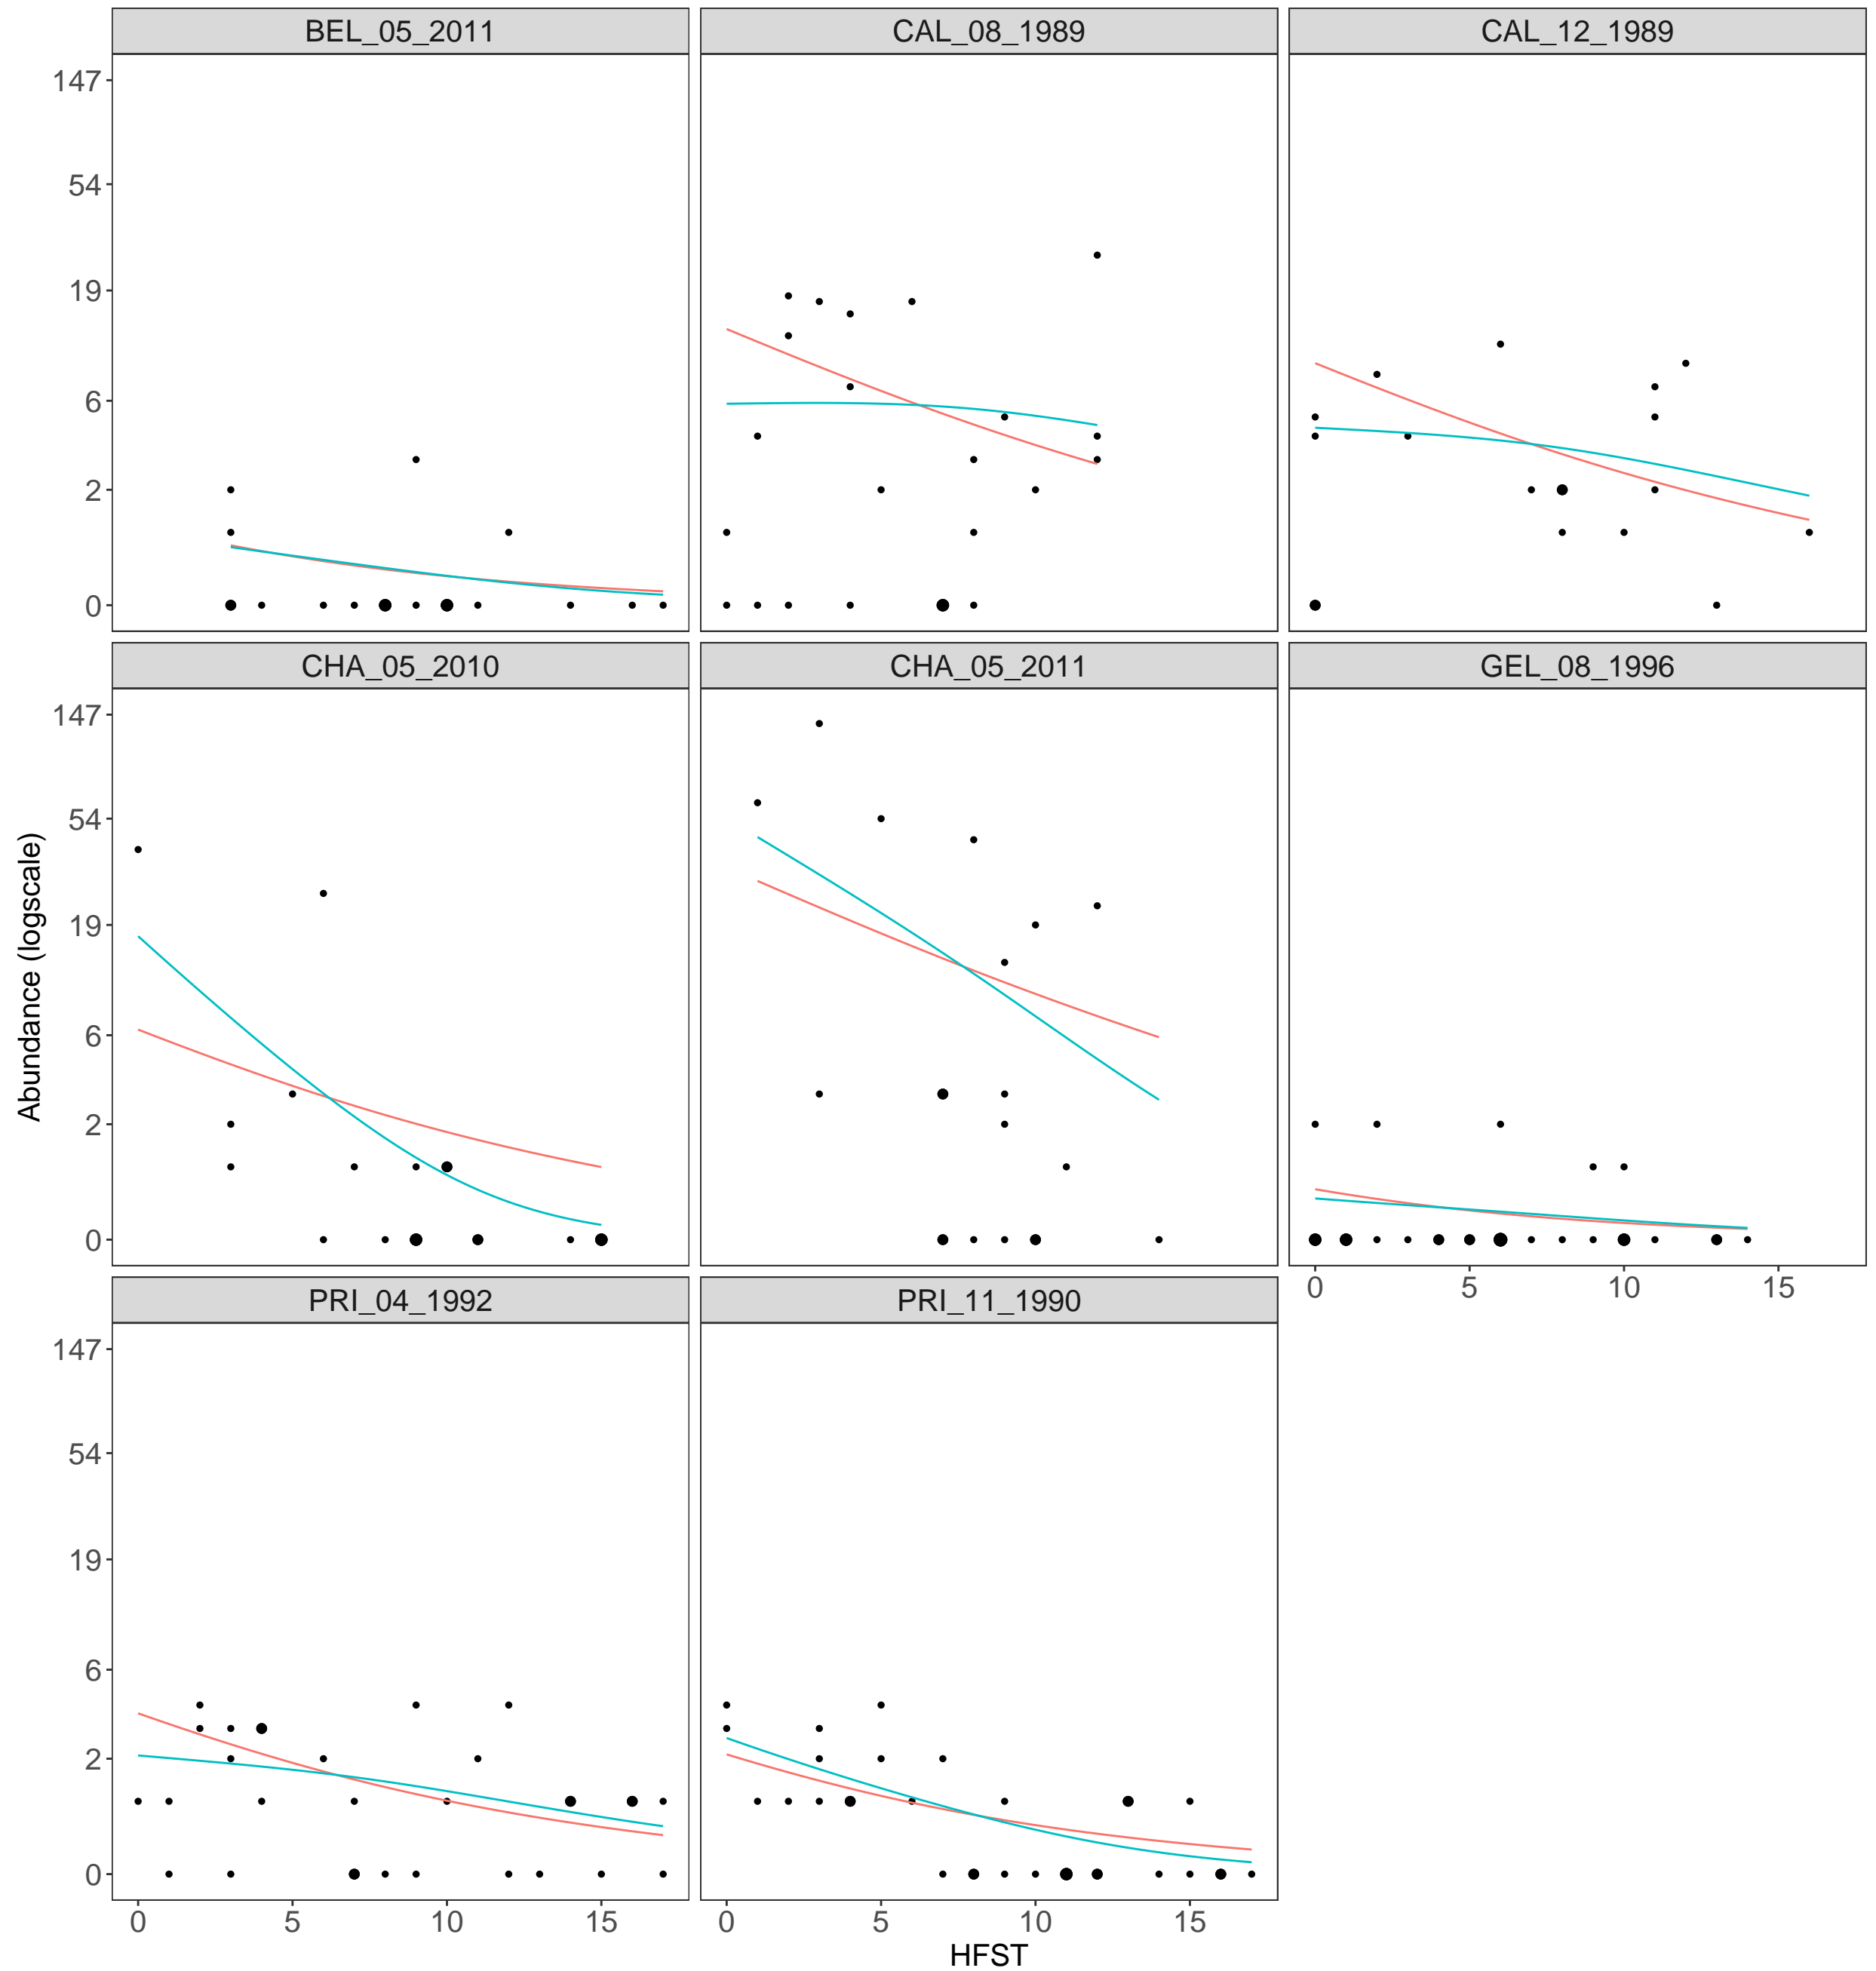 BEL_05_2011 CAL_08_1989 CAL_12_1989
147
54
19
6
2
0
CHA_05_2010 CHA_05_2011 GEL_08_1996
147
54
19
6
2
0
0 5 10 15
Abundance (logscale)
PRI_04_1992 PRI_11_1990
147
54
19
6
2
0
0 5 10 15 0 5 10 15
HFST